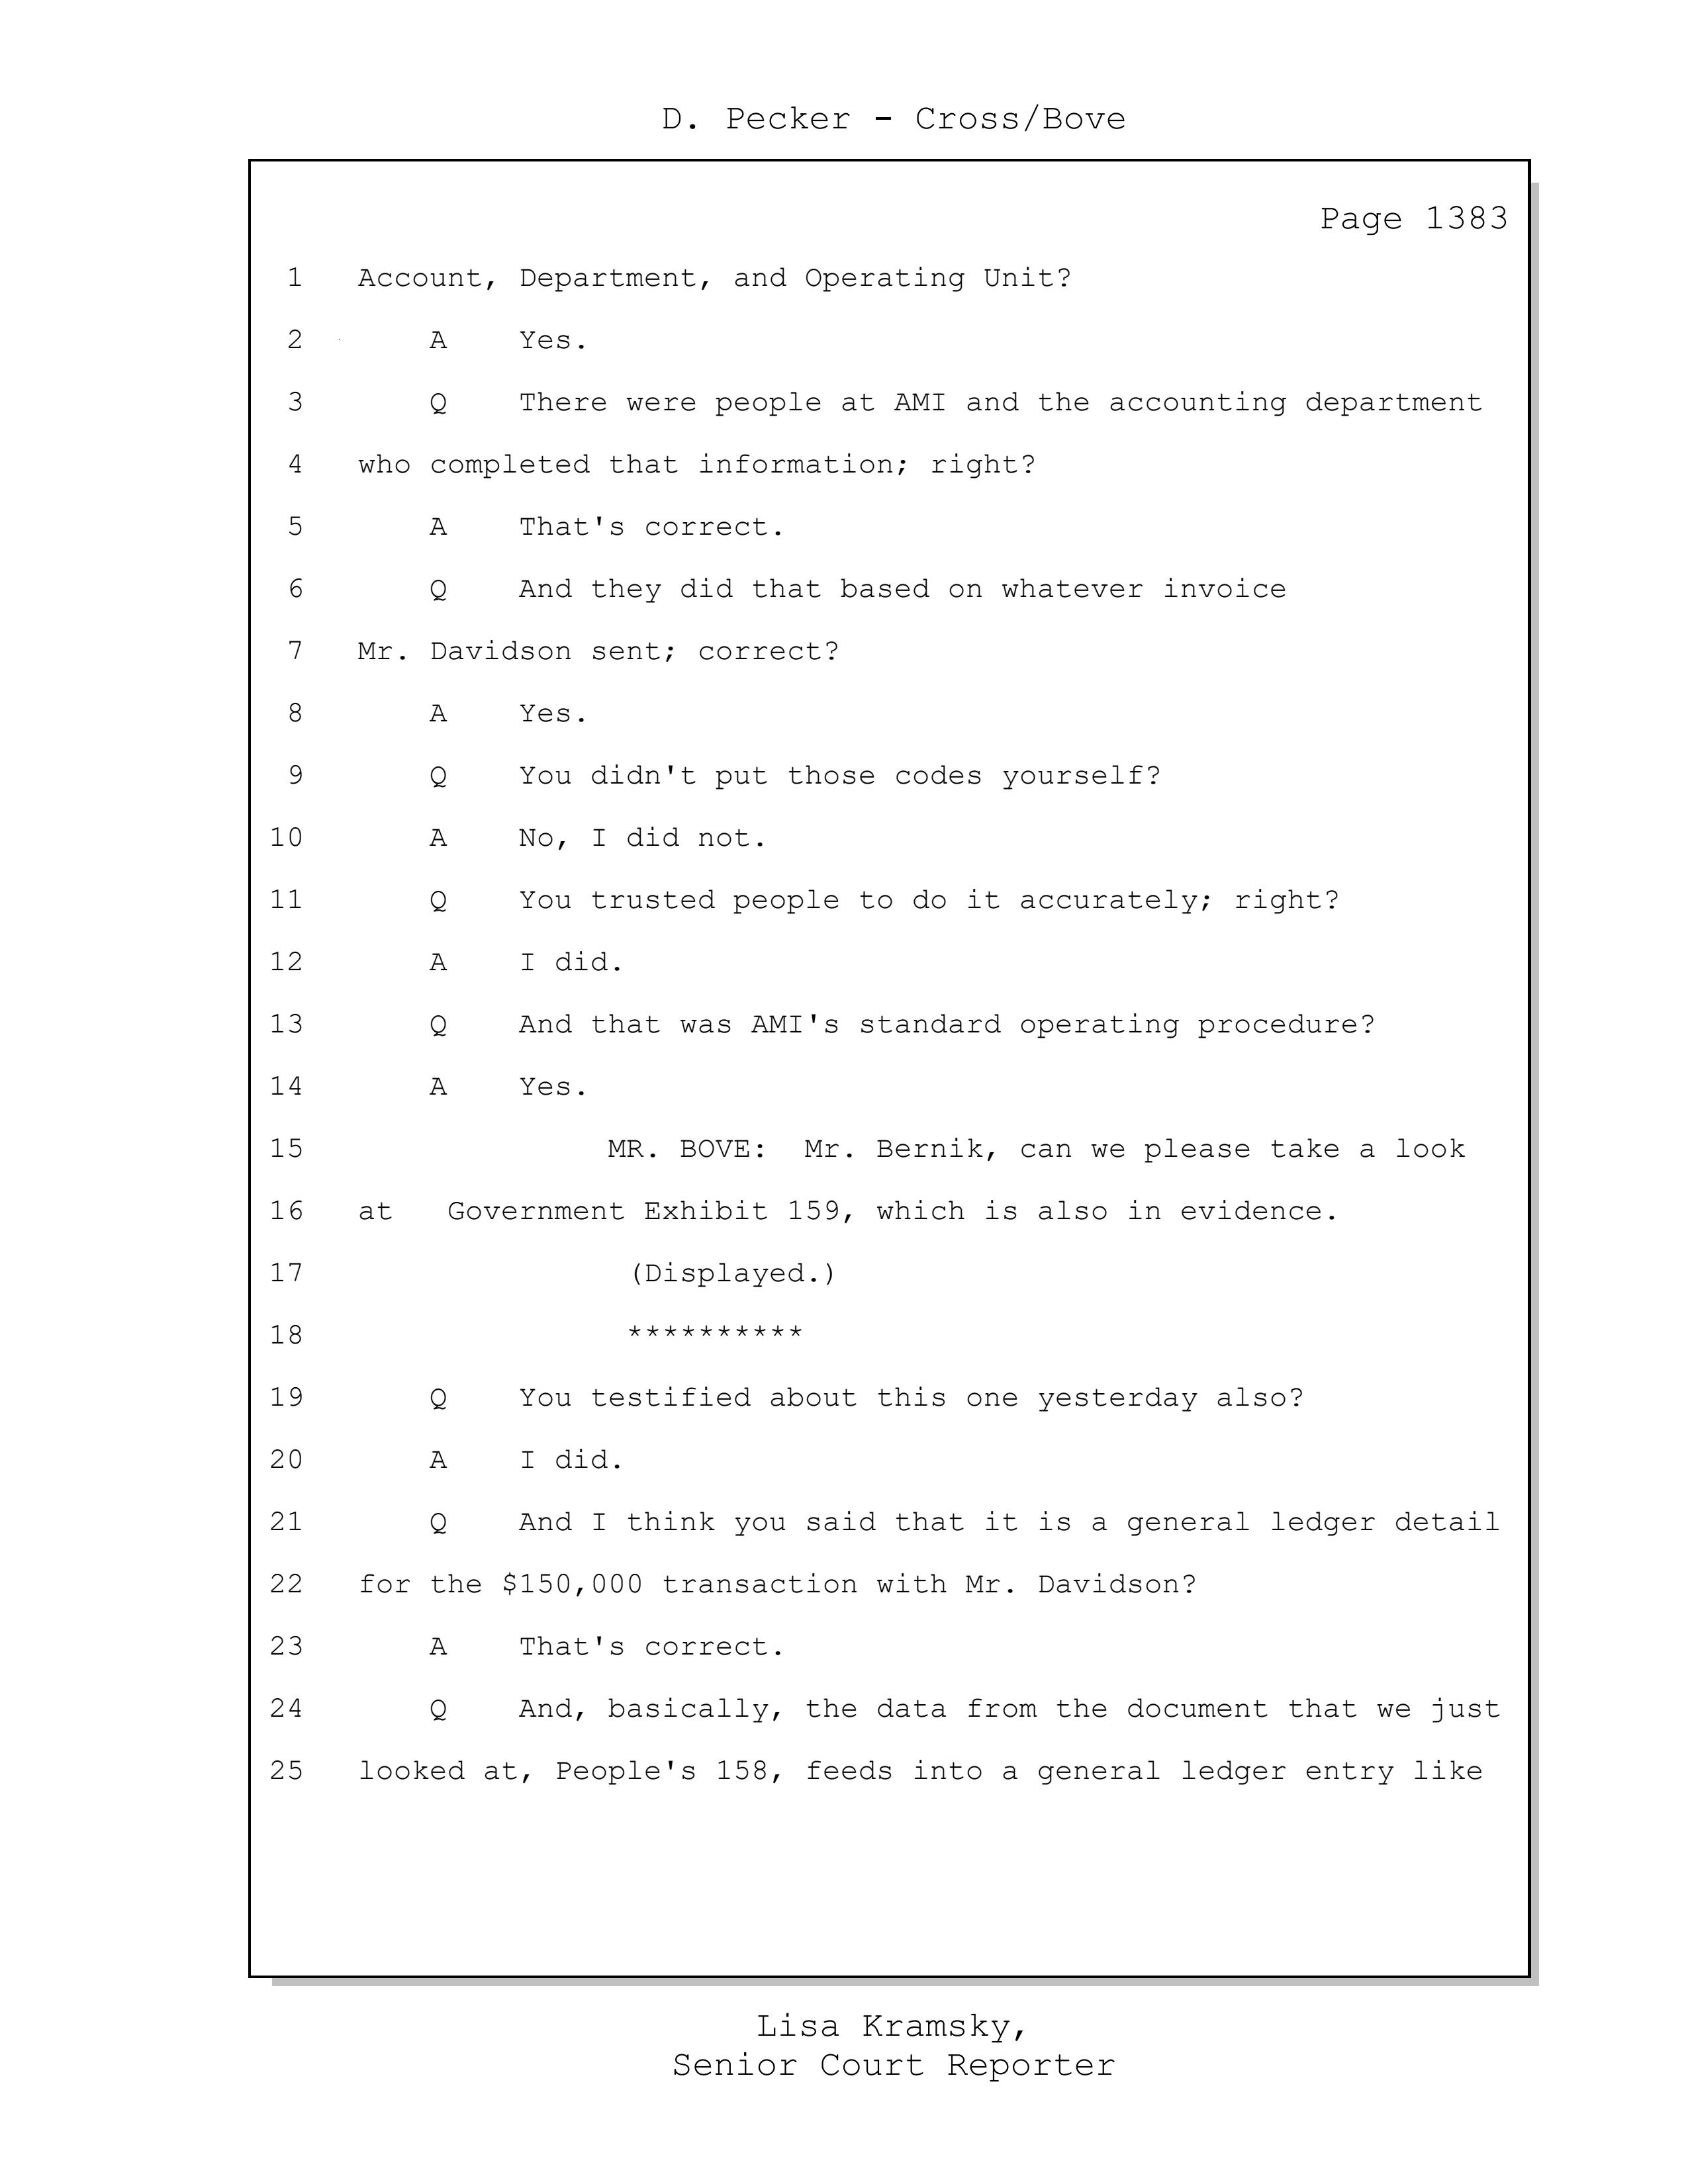 D. Pecker - Cross/Bove
Page 1383
1 Account, Department, and Operating Unit?
2 A Yes.
3 Q There were people at AMI and the accounting department
4 who completed that information; right?
5 A That's correct.
6 Q And they did that based on whatever invoice
7 Mr. Davidson sent; correct?
8 A Yes.
9 Q You didn't put those codes yourself?
10 A No, I did not.
11 Q You trusted people to do it accurately; right?
12 A I did.
13 Q And that was AMI's standard operating procedure?
14 A Yes.
15 MR. BOVE: Mr. Bernik, can we please take a look
16 at Government Exhibit 159, which is also in evidence.
17 (Displayed.)
18 **********
19 Q You testified about this one yesterday also?
20 A I did.
21 Q And I think you said that it is a general ledger detail
22 for the $150,000 transaction with Mr. Davidson?
23 A That's correct.
24 Q And, basically, the data from the document that we just
25 looked at, People's 158, feeds into a general ledger entry like
Lisa Kramsky,
Senior Court Reporter